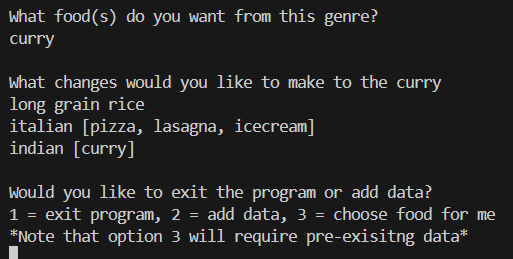 What food(s) do you want from this genre?
curry
What changes would you like to make to the curry
long grain rice
italian [pizza, lasagna, icecream]
indian [curry]
Would you like to exit the program or add data?
1 = exit program, 2 = add data, 3 = choose food for me
*Note that option 3 will require pre-exisitng data*